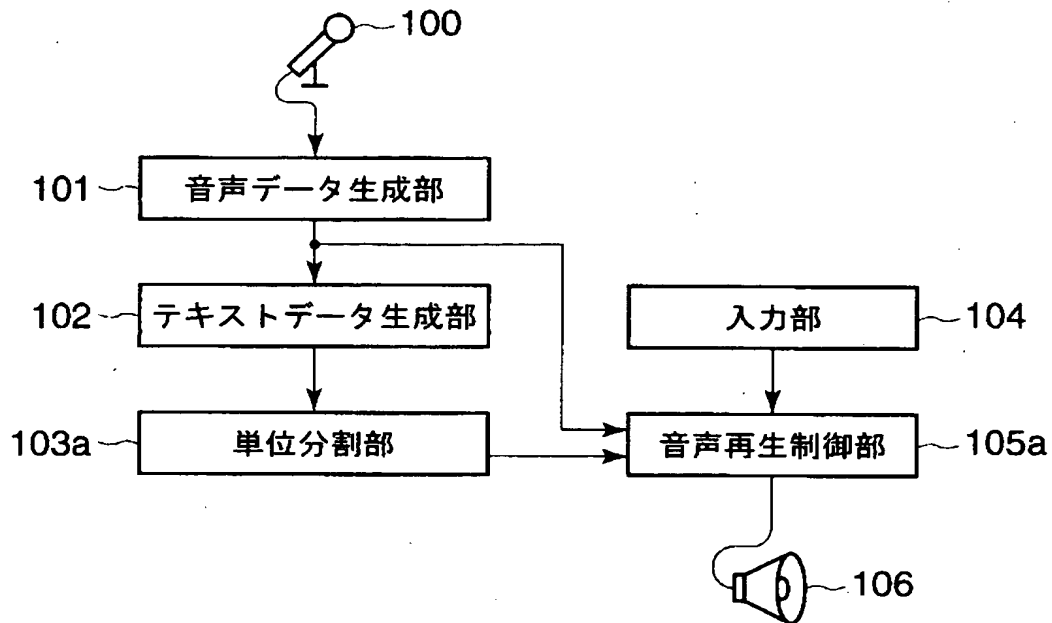 100
101 音声データ生成部
102 テキストデータ生成部
入力部 104
103a 単位分割部
音声再生制御部 105a
106